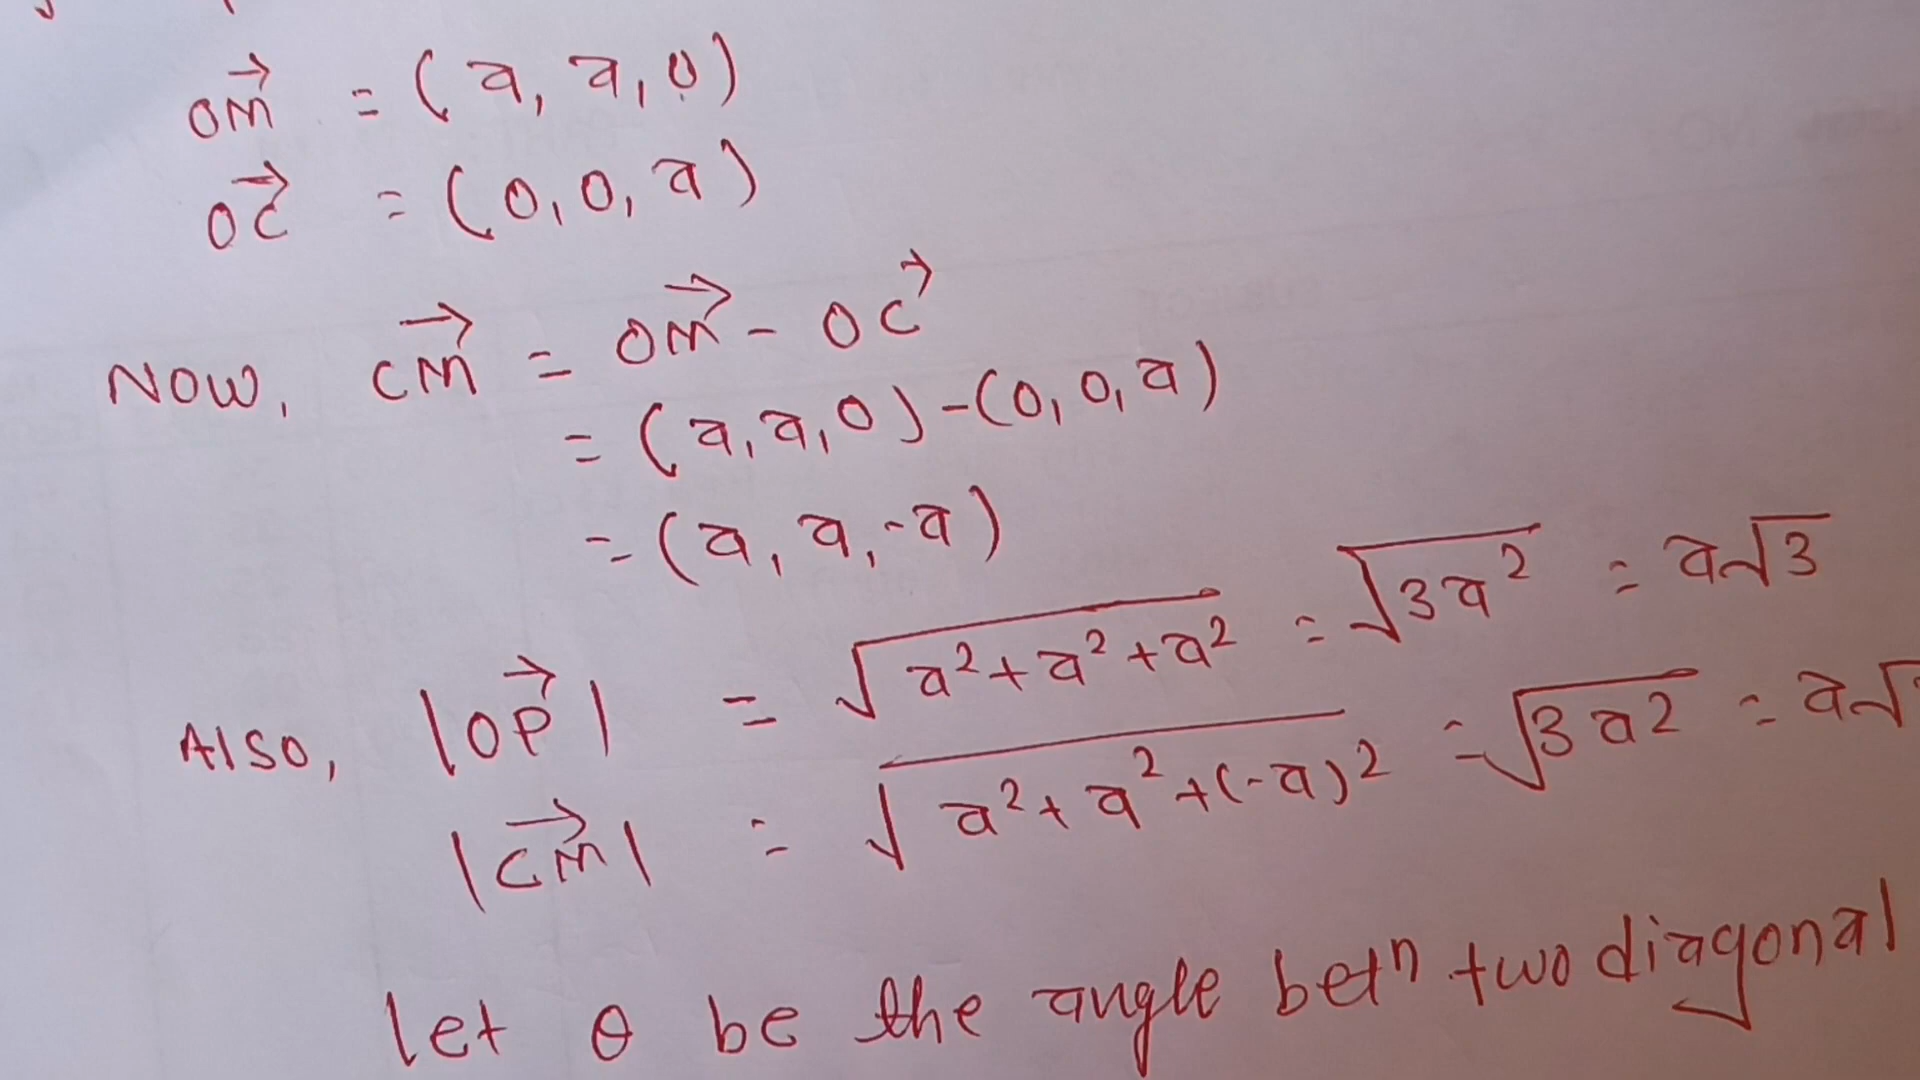 OM→ = (a, a, 0)
OC→ = (0, 0, a)
Now, CM→ = OM→ - OC→
= (a, a, 0) - (0, 0, a)
= (a, a, -a)
Also, |OP→| = √(a²+a²+a²) = √(3a²) = a√3
|CM→| = √(a²+a²+(-a)²) = √(3a²) = a√
let θ be the angle betⁿ two diagonal